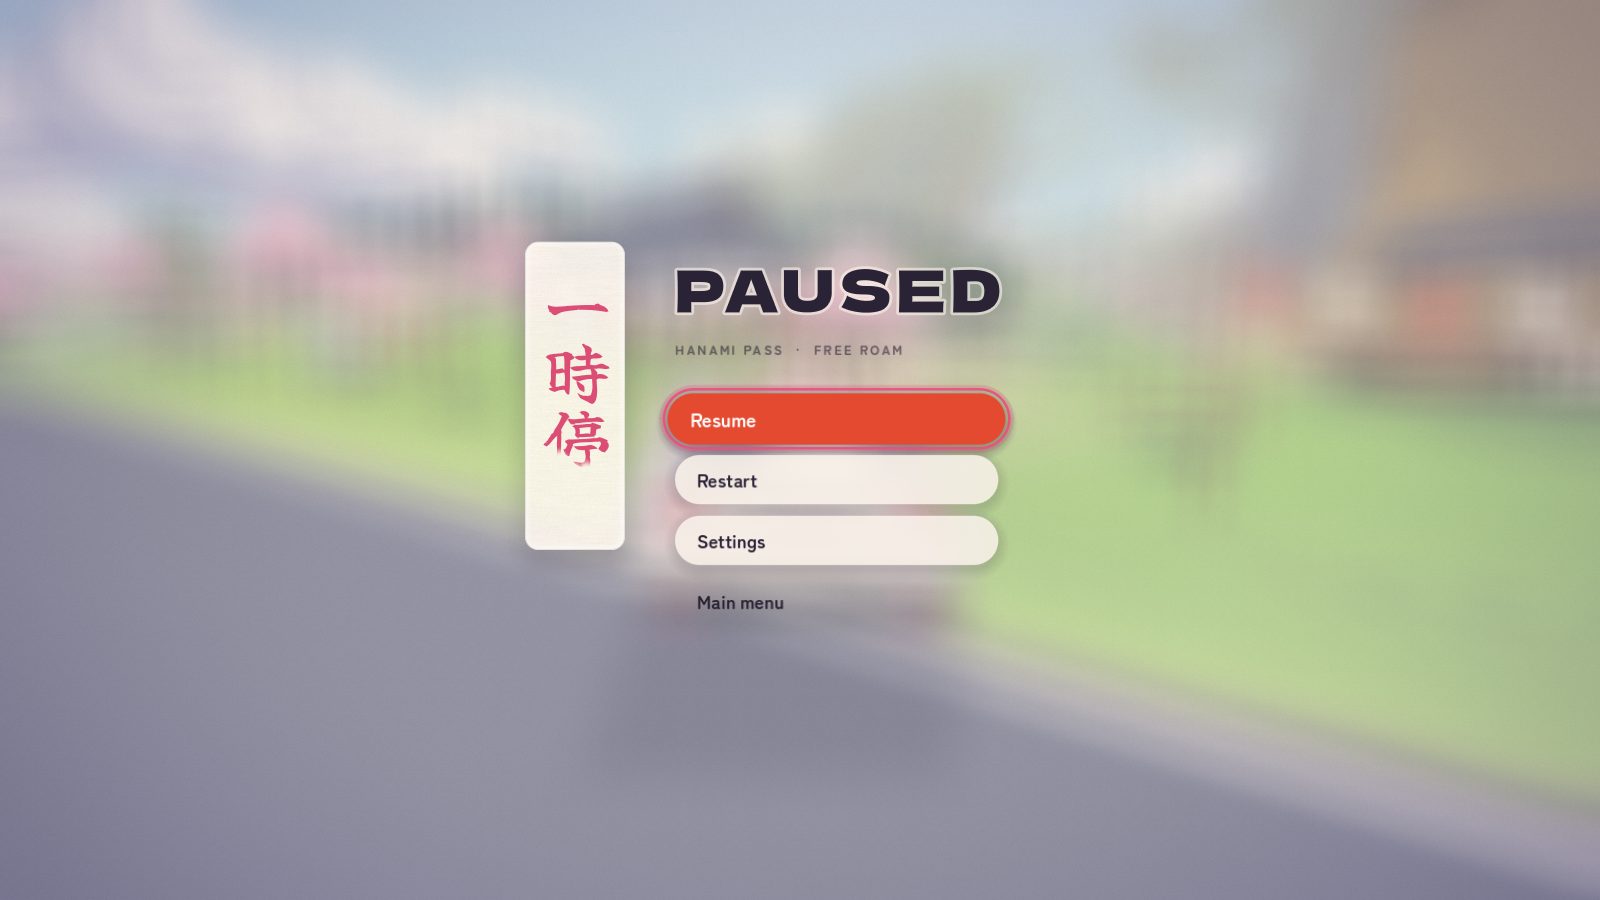 一時停
PAUSED
HANAMI PASS · FREE ROAM
Resume
Restart
Settings
Main menu